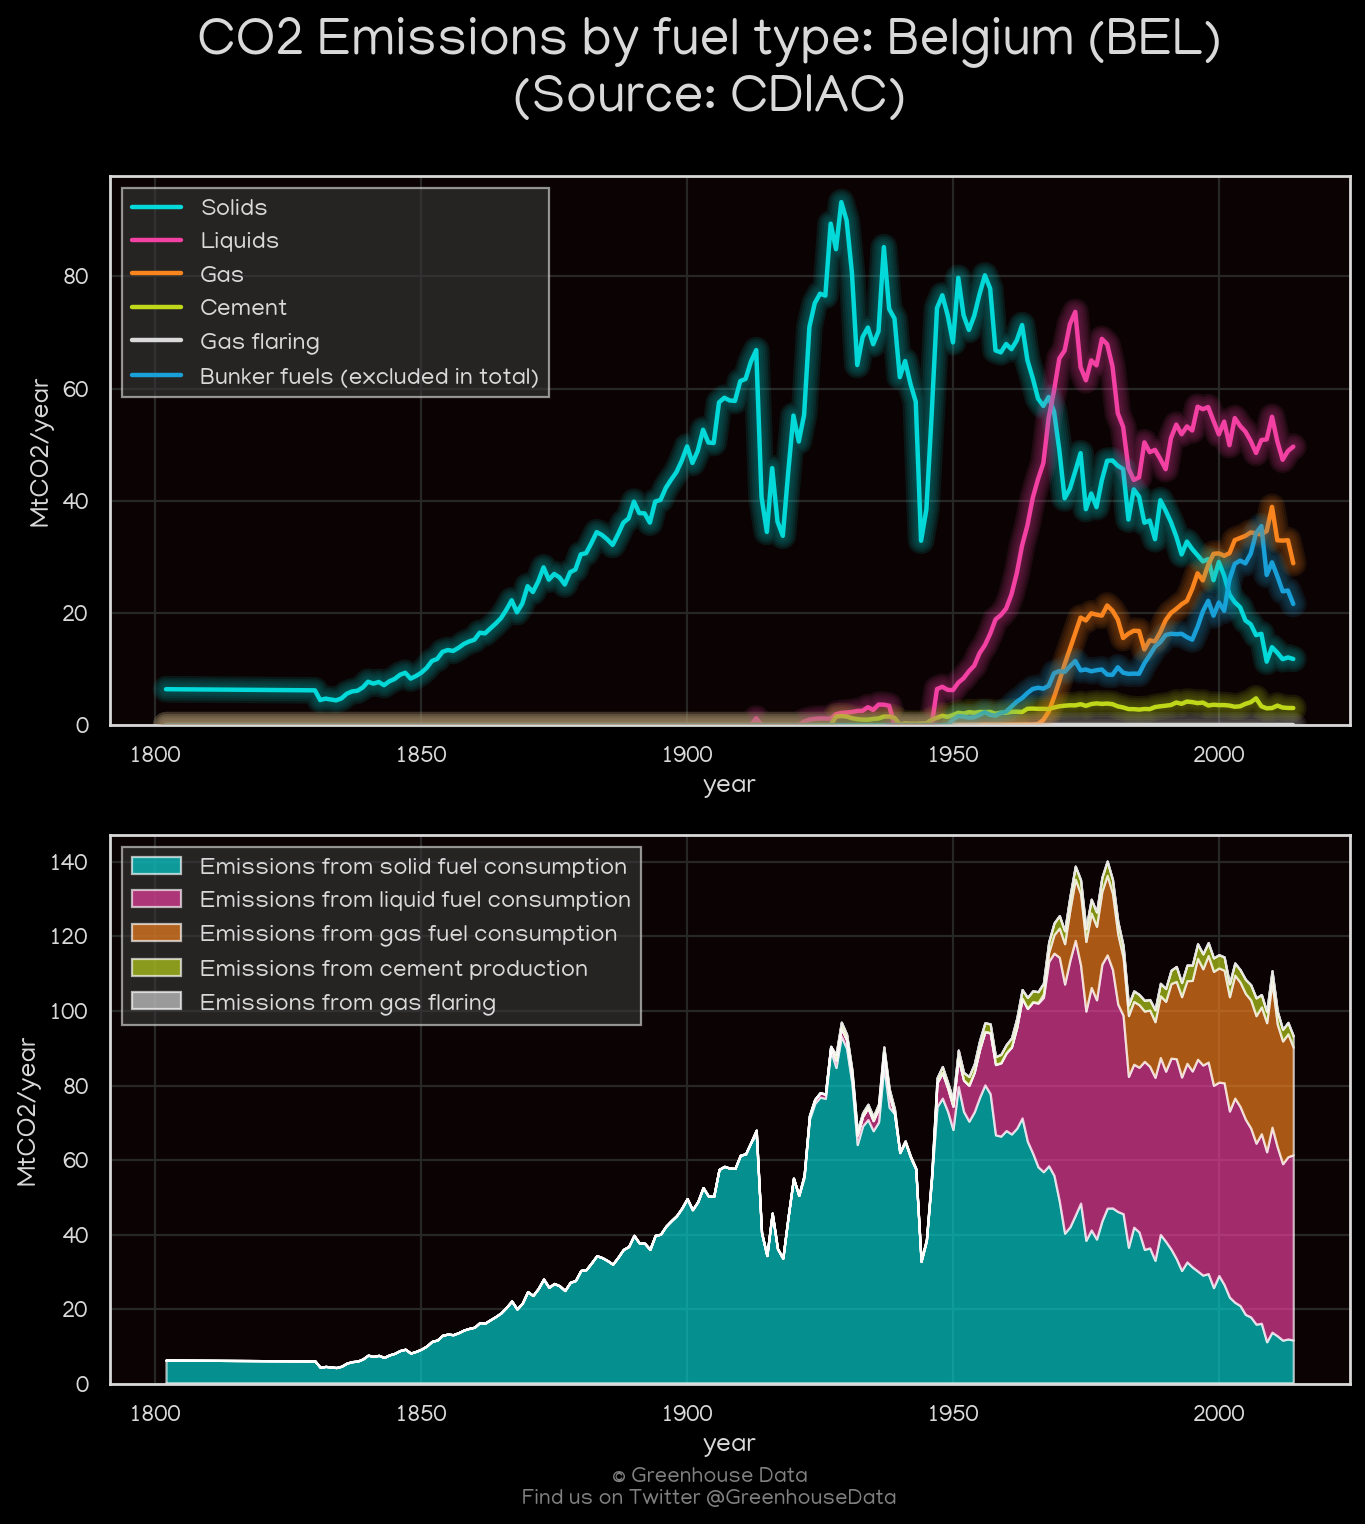 CO2 Emissions by fuel type: Belgium (BEL)
(Source: CDIAC)
Solids
Liquids
Gas
Cement
Gas flaring
Bunker fuels (excluded in total)
MtCO2/year
80
60
40
20
0
1800 1850 1900 1950 2000
year
Emissions from solid fuel consumption
Emissions from liquid fuel consumption
Emissions from gas fuel consumption
Emissions from cement production
Emissions from gas flaring
MtCO2/year
140
120
100
80
60
40
20
0
1800 1850 1900 1950 2000
year
© Greenhouse Data
Find us on Twitter @GreenhouseData